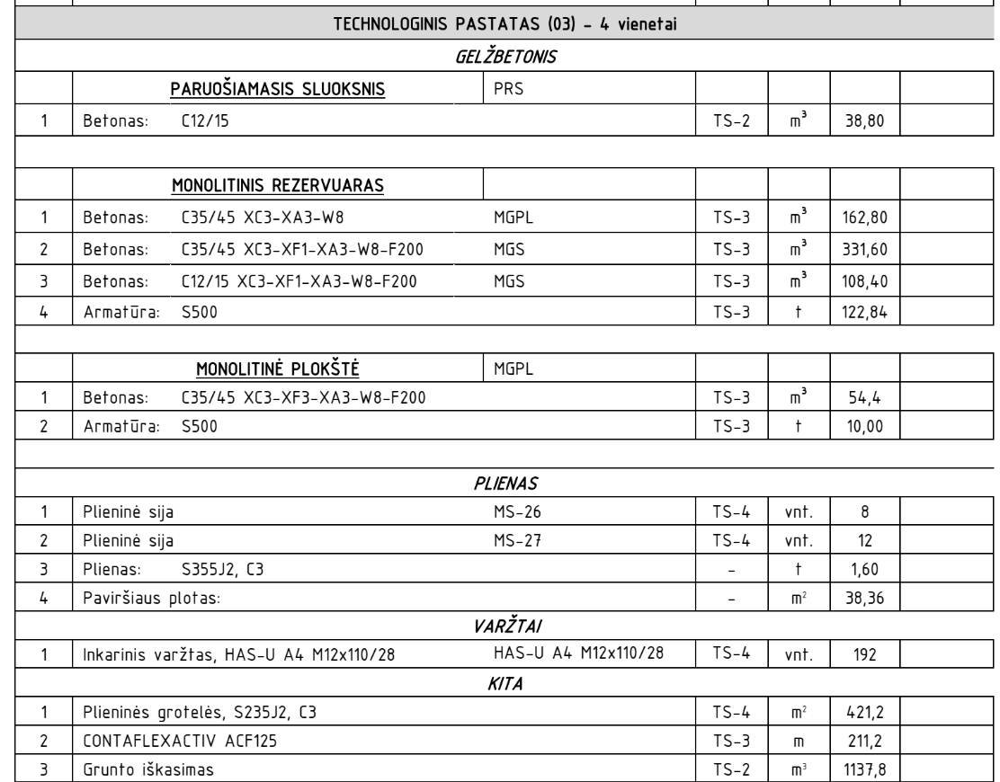 TECHNOLOGINIS PASTATAS (03) - 4 vienetai
GELŽBETONIS
PARUOŠIAMASIS SLUOKSNIS PRS
1 Betonas: C12/15 TS-2 m³ 38,80
MONOLITINIS REZERVUARAS
1 Betonas: C35/45 XC3-XA3-W8 MGPL TS-3 m³ 162,80
2 Betonas: C35/45 XC3-XF1-XA3-W8-F200 MGS TS-3 m³ 331,60
3 Betonas: C12/15 XC3-XF1-XA3-W8-F200 MGS TS-3 m³ 108,40
4 Armatūra: S500 TS-3 t 122,84
MONOLITINĖ PLOKŠTĖ MGPL
1 Betonas: C35/45 XC3-XF3-XA3-W8-F200 TS-3 m³ 54,4
2 Armatūra: S500 TS-3 t 10,00
PLIENAS
1 Plieninė sija MS-26 TS-4 vnt. 8
2 Plieninė sija MS-27 TS-4 vnt. 12
3 Plienas: S355J2, C3 - t 1,60
4 Paviršiaus plotas: - m² 38,36
VARŽTAI
1 Inkarinis varžtas, HAS-U A4 M12x110/28 HAS-U A4 M12x110/28 TS-4 vnt. 192
KITA
1 Plieninės grotelės, S235J2, C3 TS-4 m² 421,2
2 CONTAFLEXACTIV ACF125 TS-3 m 211,2
3 Grunto iškasimas TS-2 m³ 1137,8